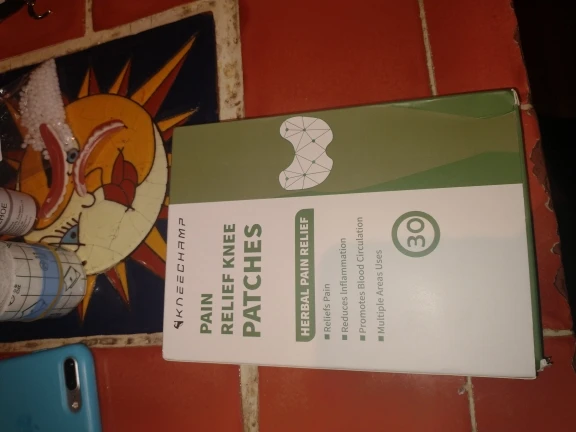 KNEECHAMP
PAIN
RELIEF KNEE
PATCHES
HERBAL PAIN RELIEF
Reliefs Pain
Reduces Inflammation
Promotes Blood Circulation
Multiple Areas Uses
30